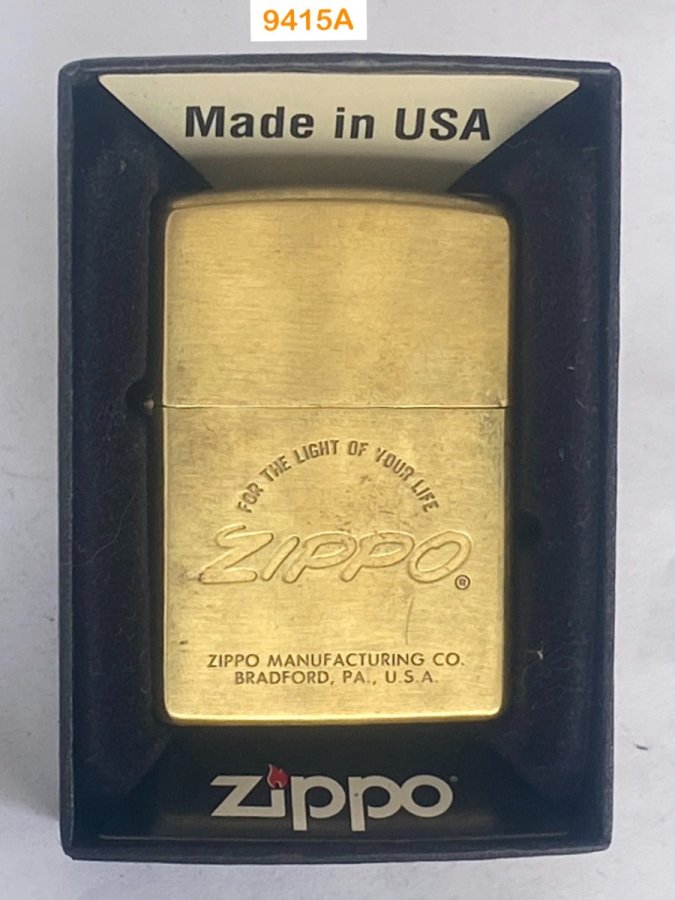 9415A
Made in USA
FOR THE LIGHT OF YOUR LIFE
ZIPPO®
ZIPPO MANUFACTURING CO.
BRADFORD, PA., U.S.A.
zippo